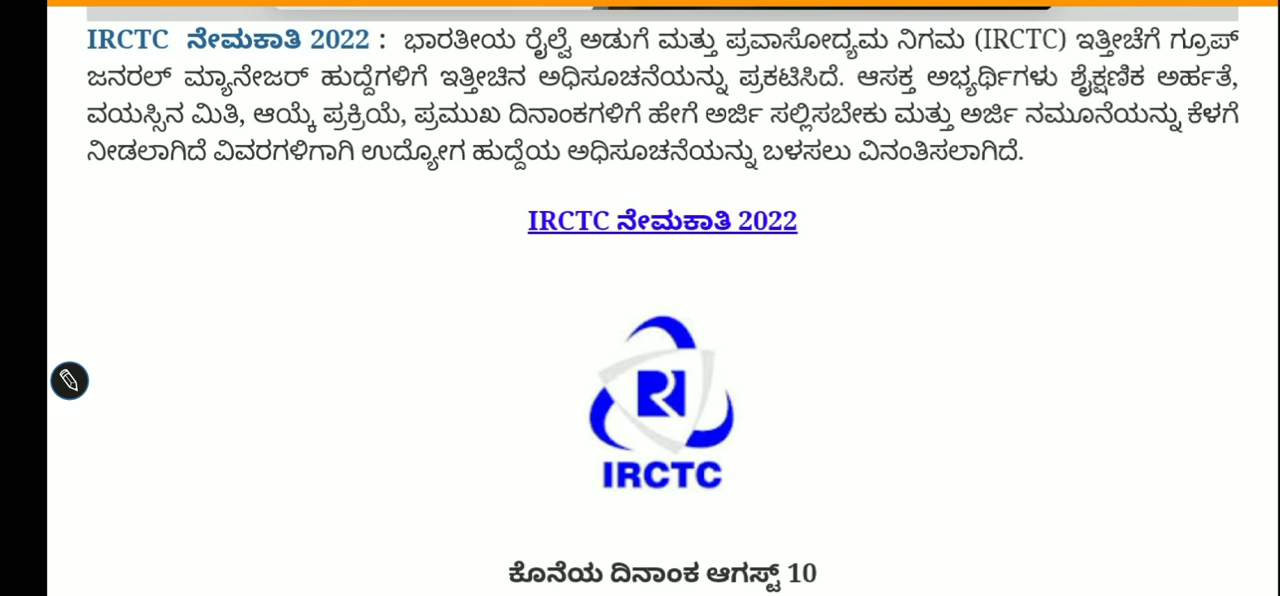 IRCTC ನೇಮಕಾತಿ 2022 : ಭಾರತೀಯ ರೈಲ್ವೆ ಅಡುಗೆ ಮತ್ತು ಪ್ರವಾಸೋದ್ಯಮ ನಿಗಮ (IRCTC) ಇತ್ತೀಚೆಗೆ ಗ್ರೂಪ್
ಜನರಲ್ ಮ್ಯಾನೇಜರ್ ಹುದ್ದೆಗಳಿಗೆ ಇತ್ತೀಚಿನ ಅಧಿಸೂಚನೆಯನ್ನು ಪ್ರಕಟಿಸಿದೆ. ಆಸಕ್ತ ಅಭ್ಯರ್ಥಿಗಳು ಶೈಕ್ಷಣಿಕ ಅರ್ಹತೆ,
ವಯಸ್ಸಿನ ಮಿತಿ, ಆಯ್ಕೆ ಪ್ರಕ್ರಿಯೆ, ಪ್ರಮುಖ ದಿನಾಂಕಗಳಿಗೆ ಹೇಗೆ ಅರ್ಜಿ ಸಲ್ಲಿಸಬೇಕು ಮತ್ತು ಅರ್ಜಿ ನಮೂನೆಯನ್ನು ಕೆಳಗೆ
ನೀಡಲಾಗಿದೆ ವಿವರಗಳಿಗಾಗಿ ಉದ್ಯೋಗ ಹುದ್ದೆಯ ಅಧಿಸೂಚನೆಯನ್ನು ಬಳಸಲು ವಿನಂತಿಸಲಾಗಿದೆ.
IRCTC ನೇಮಕಾತಿ 2022
IRCTC
ಕೊನೆಯ ದಿನಾಂಕ ಆಗಸ್ಟ್ 10